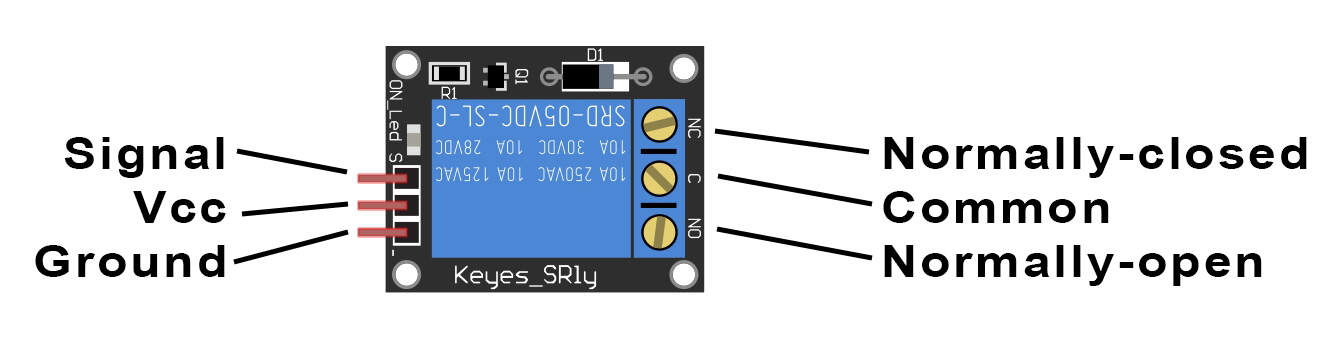 D1
Q1
R1
ON_Led
S
SRD-05VDC-SL-C
10A 30VDC 10A 28VDC
10A 250VAC 10A 125VAC
NC
C
NO
-
Keyes_SR1y
Signal
Vcc
Ground
Normally-closed
Common
Normally-open